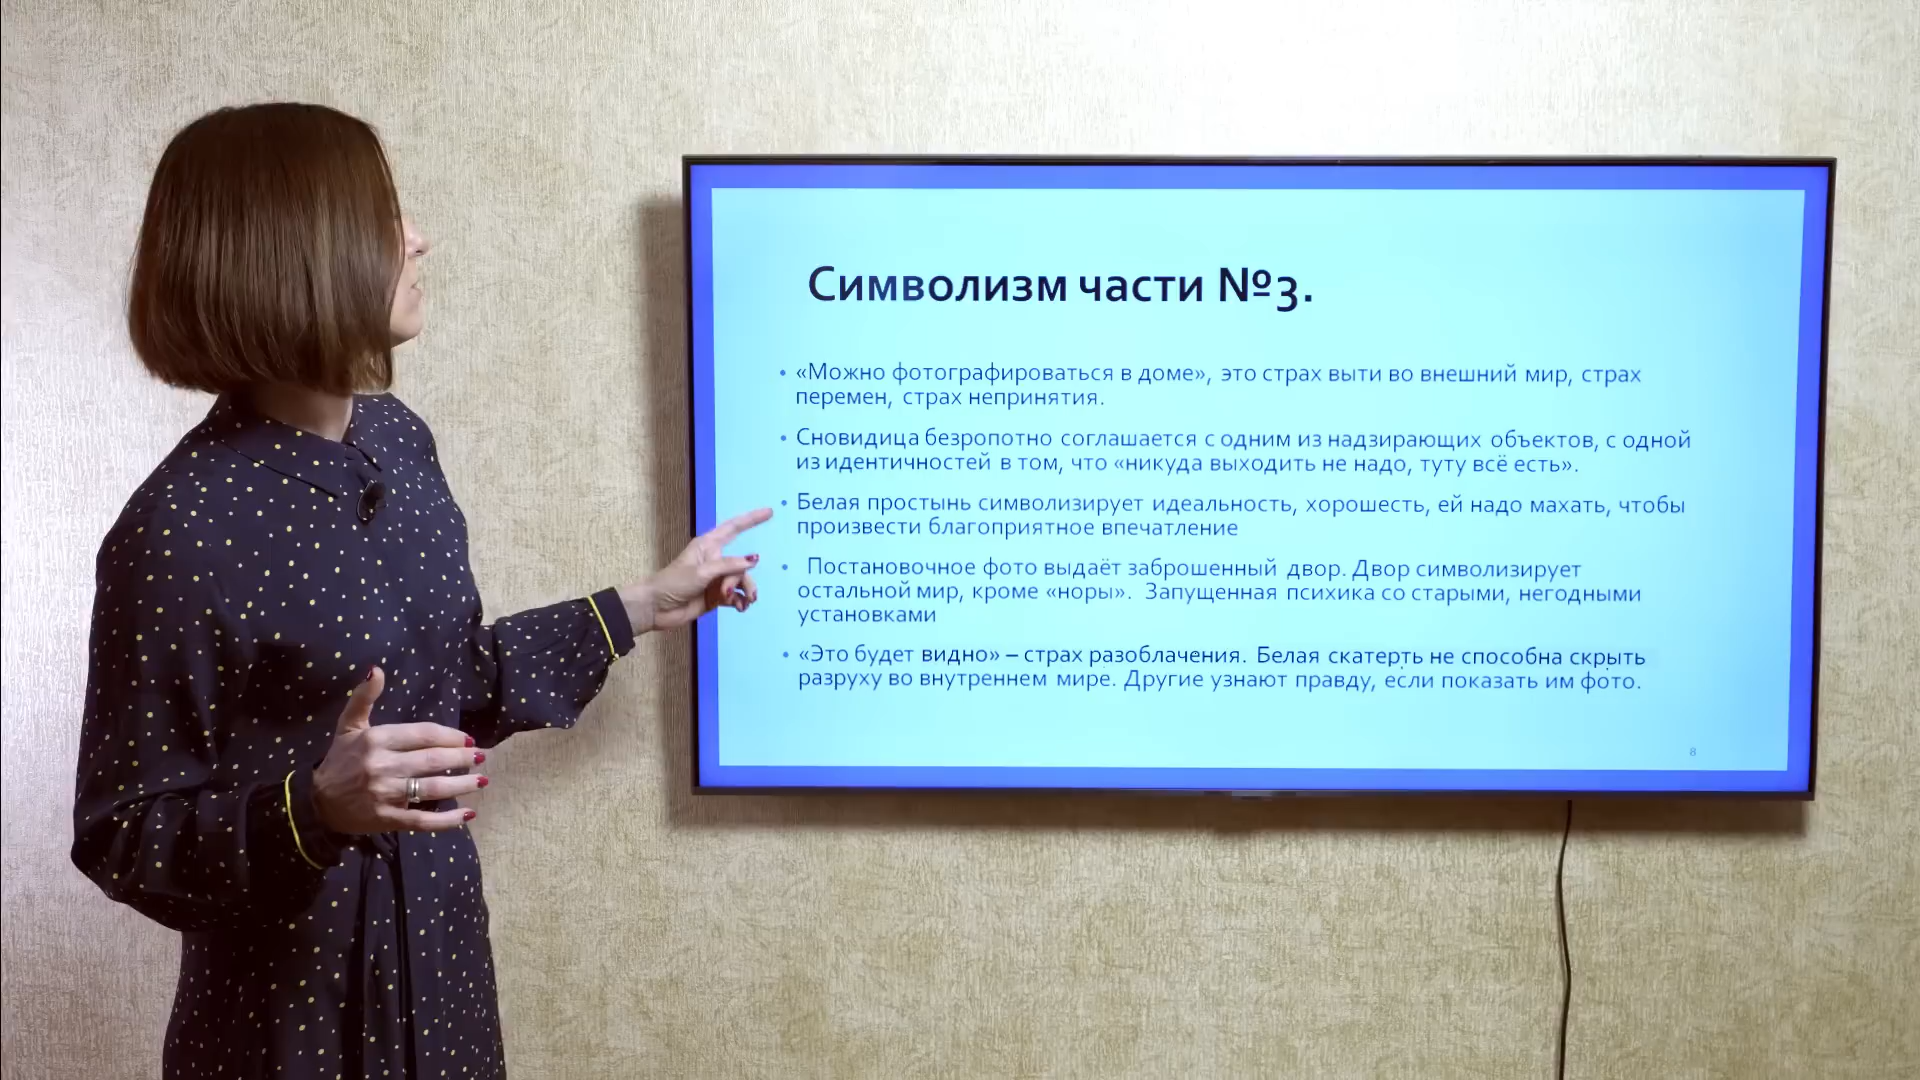 Символизм части №3.
• «Можно фотографироваться в доме», это страх выти во внешний мир, страх
перемен, страх непринятия.
• Сновидица безропотно соглашается с одним из надзирающих объектов, с одной
из идентичностей в том, что «никуда выходить не надо, туту всё есть».
• Белая простынь символизирует идеальность, хорошесть, ей надо махать, чтобы
произвести благоприятное впечатление
• Постановочное фото выдаёт заброшенный двор. Двор символизирует
остальной мир, кроме «норы». Запущенная психика со старыми, негодными
установками
• «Это будет видно» – страх разоблачения. Белая скатерть не способна скрыть
разруху во внутреннем мире. Другие узнают правду, если показать им фото.
8